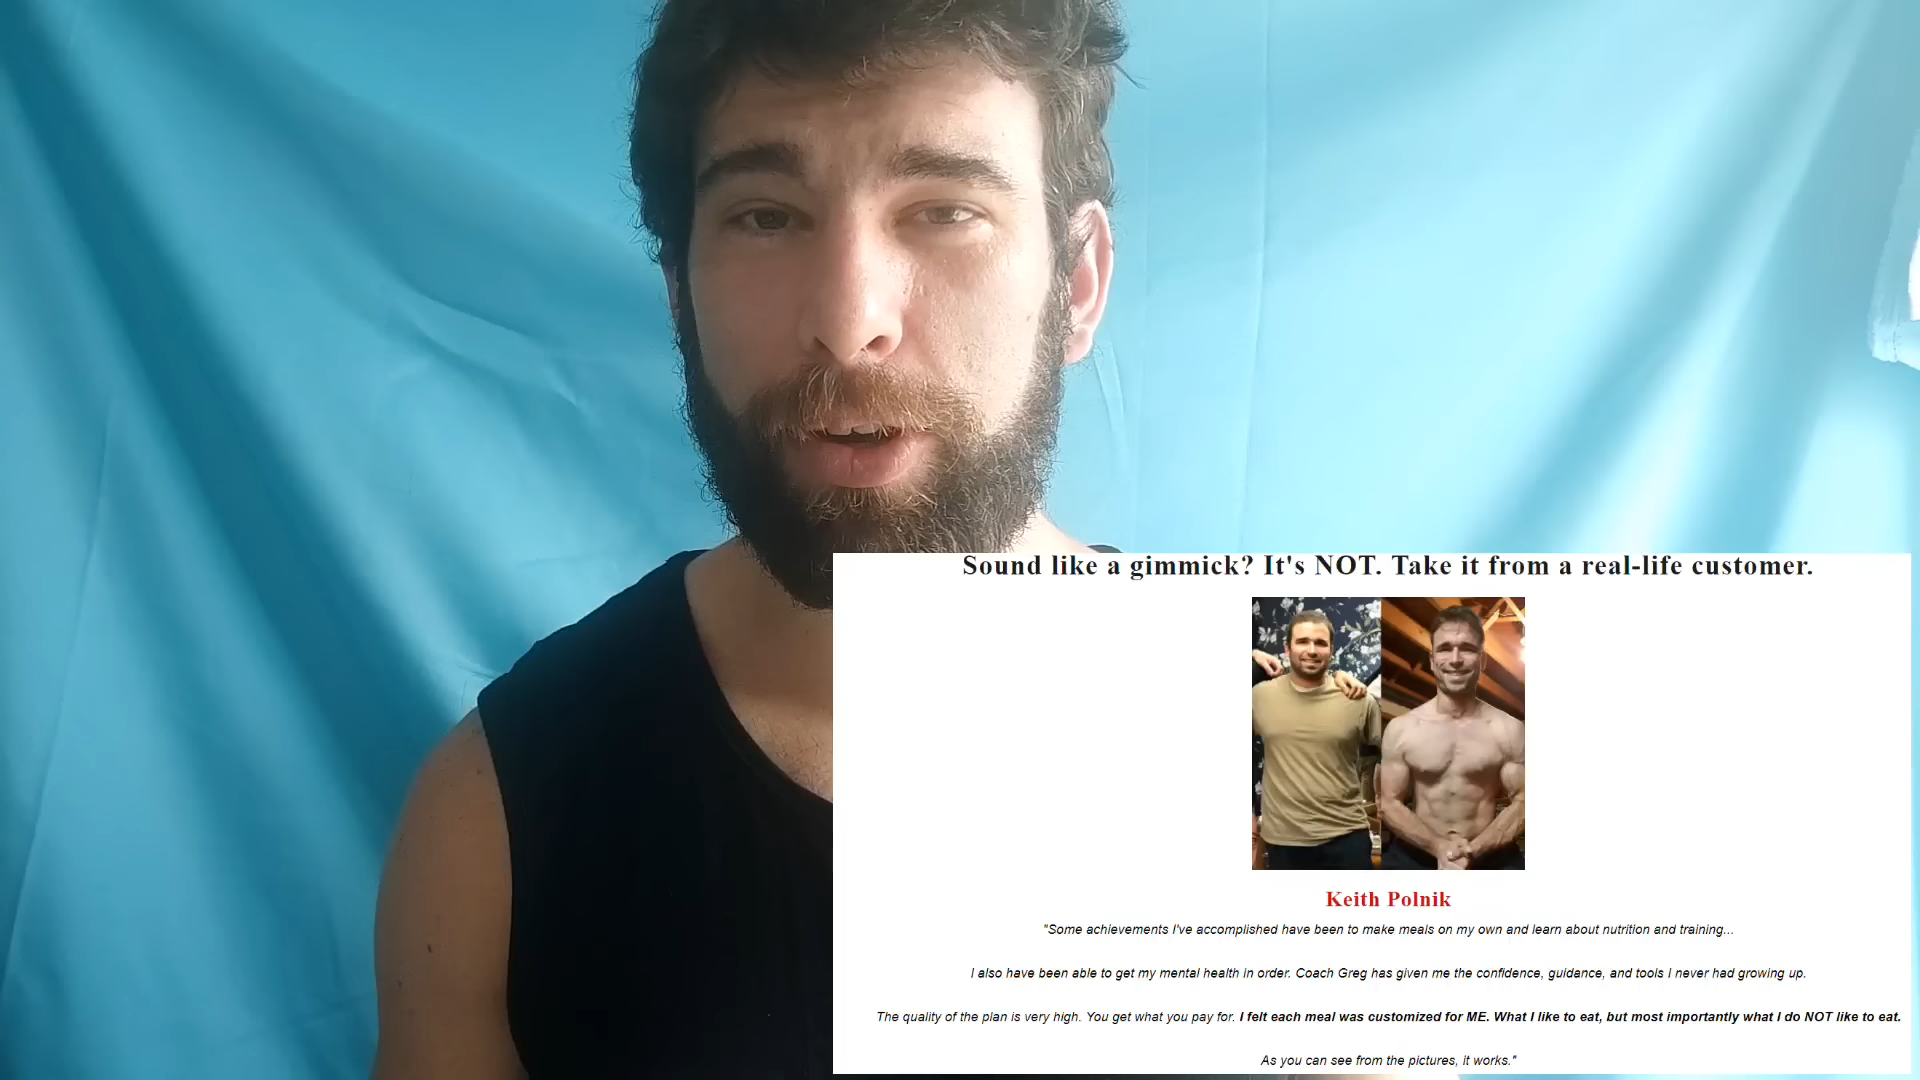 Sound like a gimmick? It's NOT. Take it from a real-life customer.
Keith Polnik
"Some achievements I've accomplished have been to make meals on my own and learn about nutrition and training...
I also have been able to get my mental health in order. Coach Greg has given me the confidence, guidance, and tools I never had growing up.
The quality of the plan is very high. You get what you pay for. I felt each meal was customized for ME. What I like to eat, but most importantly what I do NOT like to eat.
As you can see from the pictures, it works."